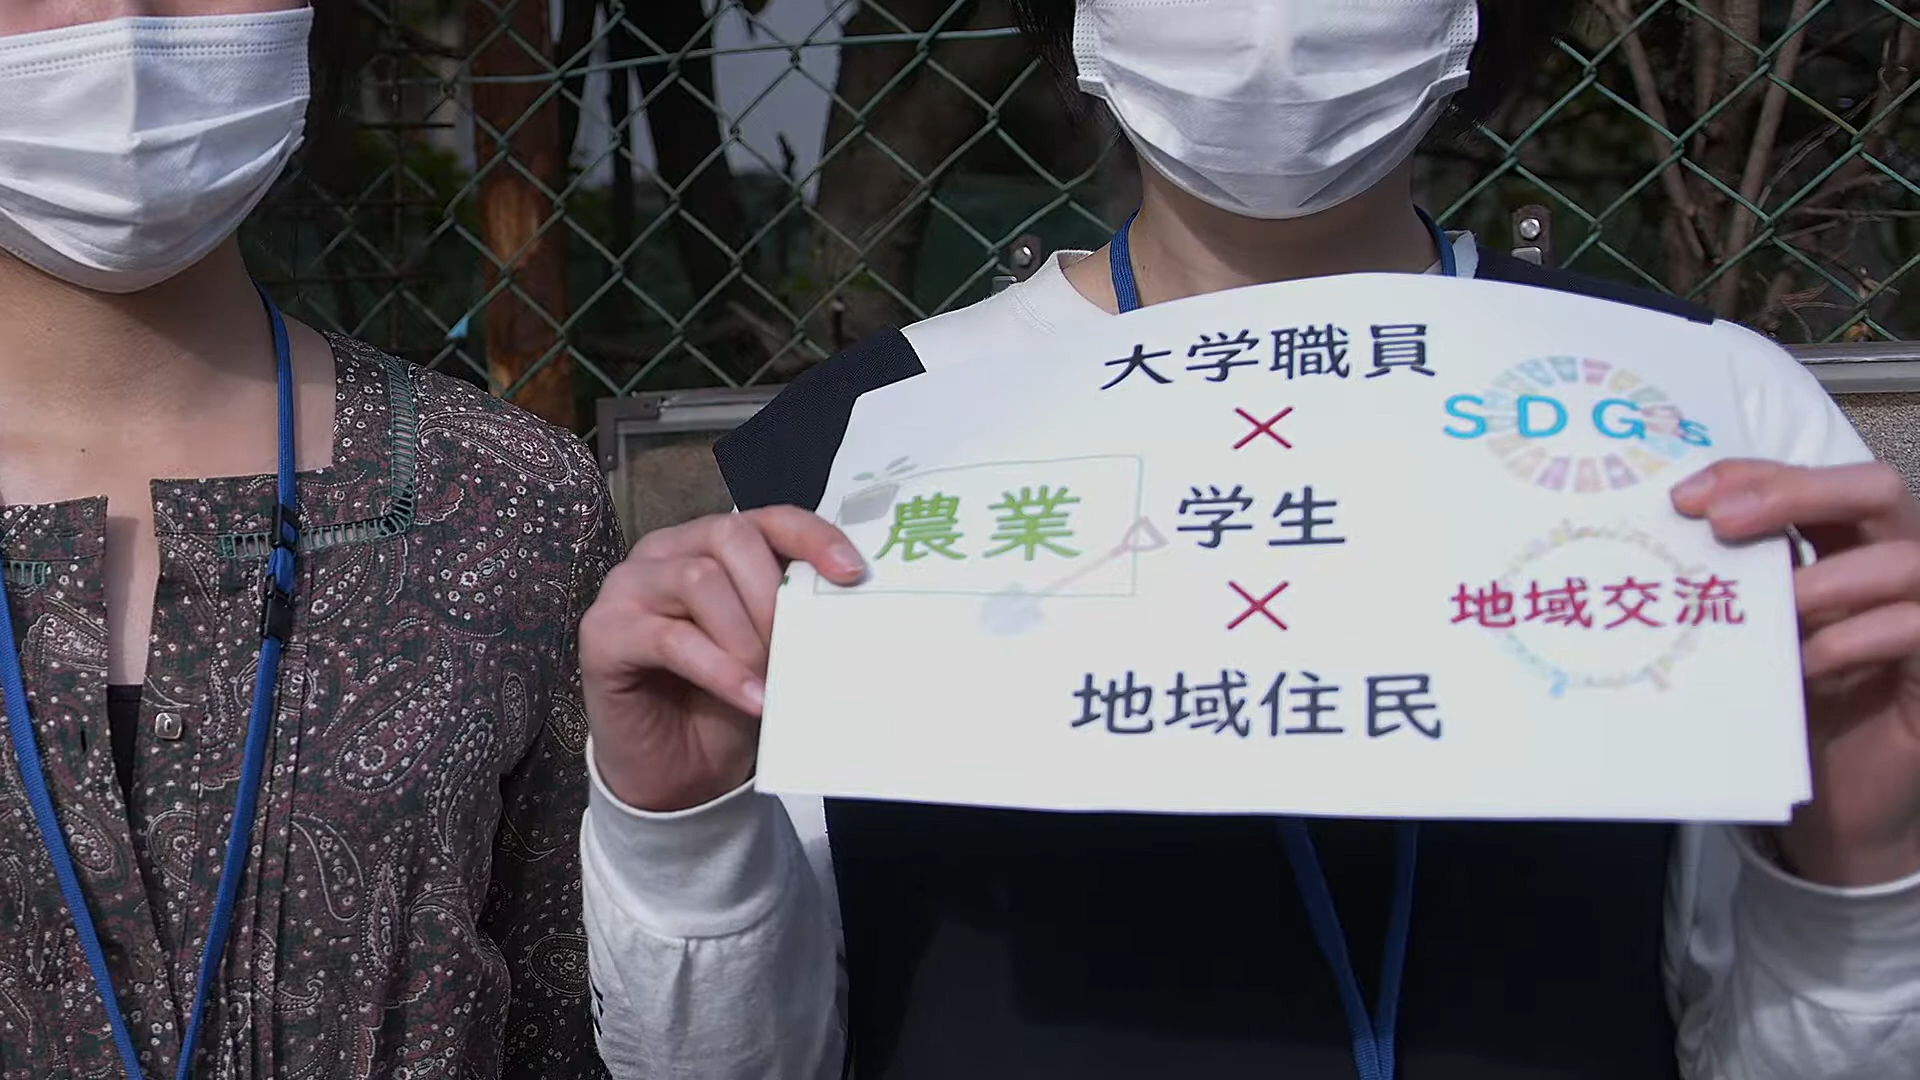 大学職員
×
SDGs
農業
学生
×
地域交流
地域住民